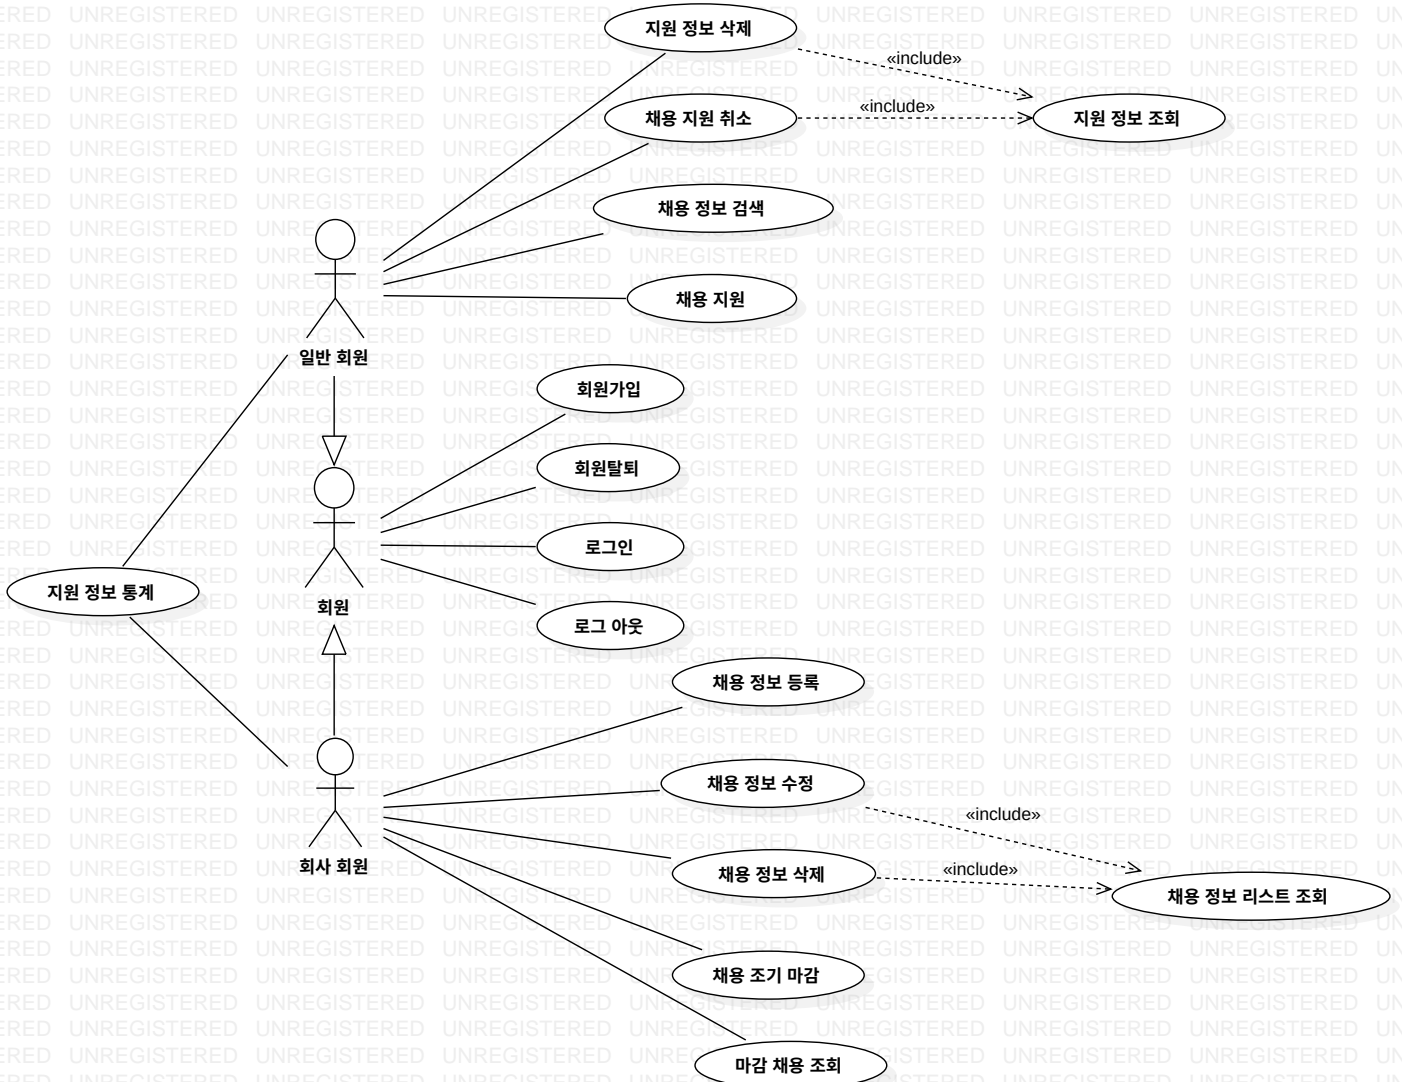 지원 정보 삭제
«include»
채용 지원 취소
«include»
지원 정보 조회
채용 정보 검색
채용 지원
일반 회원
회원가입
회원탈퇴
로그인
지원 정보 통계
회원
로그 아웃
채용 정보 등록
채용 정보 수정
«include»
회사 회원
채용 정보 삭제
«include»
채용 정보 리스트 조회
채용 조기 마감
마감 채용 조회
UNREGISTERED